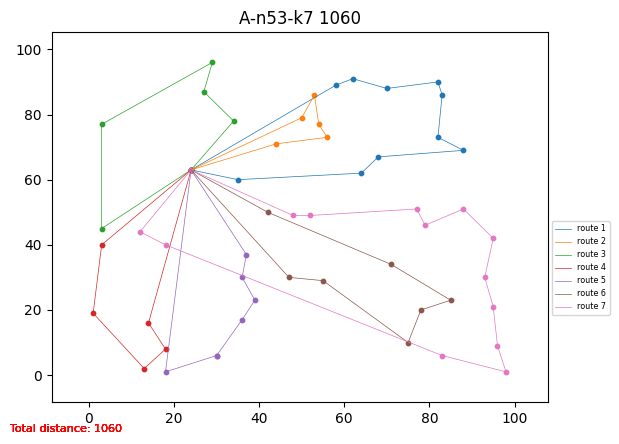 A-n53-k7 1060
100
80
60
40
20
0
0 20 40 60 80 100
route 1
route 2
route 3
route 4
route 5
route 6
route 7
Total distance: 1060